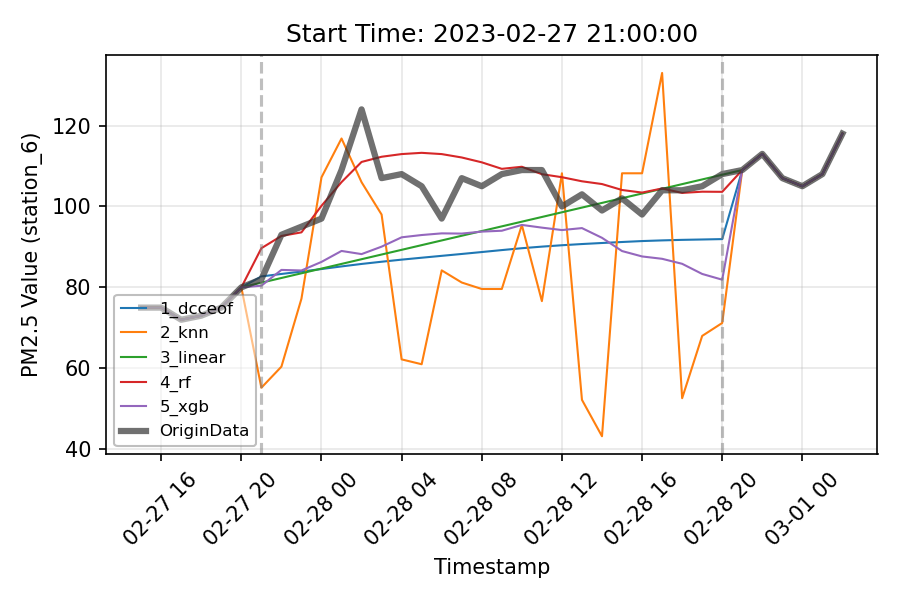 Start Time: 2023-02-27 21:00:00
PM2.5 Value (station_6)
120
100
80
60
40
1_dcceof
2_knn
3_linear
4_rf
5_xgb
OriginData
02-27 16
02-27 20
02-28 00
02-28 04
02-28 08
02-28 12
02-28 16
02-28 20
03-01 00
Timestamp